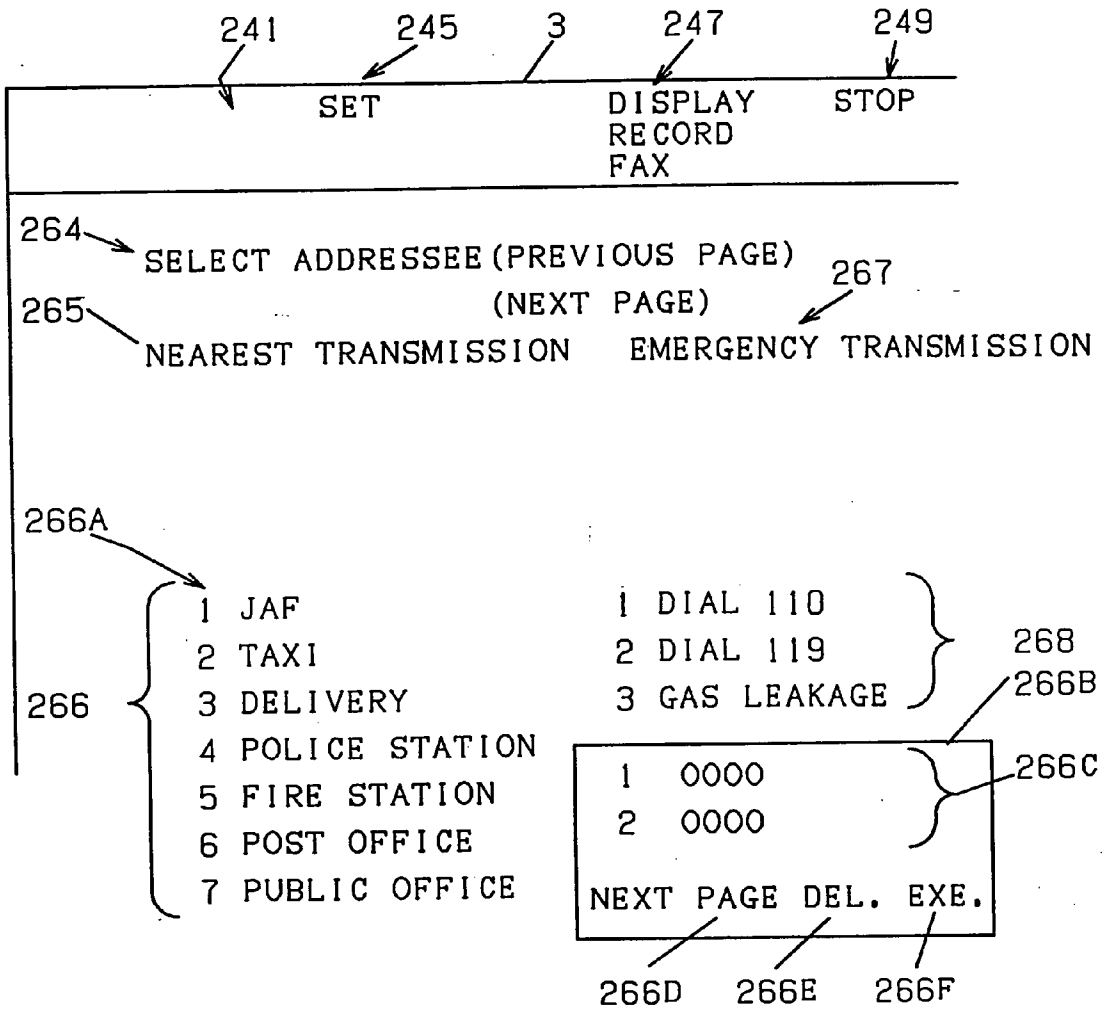 241 245 3 247 249
SET DISPLAY STOP
RECORD
FAX
264
SELECT ADDRESSEE (PREVIOUS PAGE)
267
(NEXT PAGE)
265
NEAREST TRANSMISSION EMERGENCY TRANSMISSION
266A
1 JAF 1 DIAL 110
2 TAXI 2 DIAL 119 268
266 3 DELIVERY 3 GAS LEAKAGE 266B
4 POLICE STATION
1 0000 266C
5 FIRE STATION
2 0000
6 POST OFFICE
7 PUBLIC OFFICE NEXT PAGE DEL. EXE.
266D 266E 266F